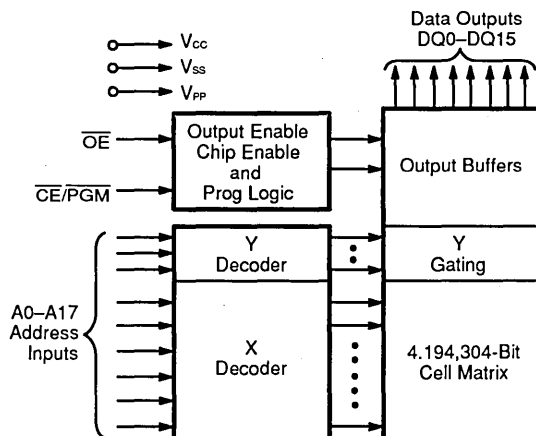 Data Outputs
DQ0–DQ15
VCC
VSS
VPP
OE
CE/PGM
Output Enable
Chip Enable
and
Prog Logic
Output Buffers
Y
Decoder
Y
Gating
A0–A17
Address
Inputs
X
Decoder
4.194,304-Bit
Cell Matrix